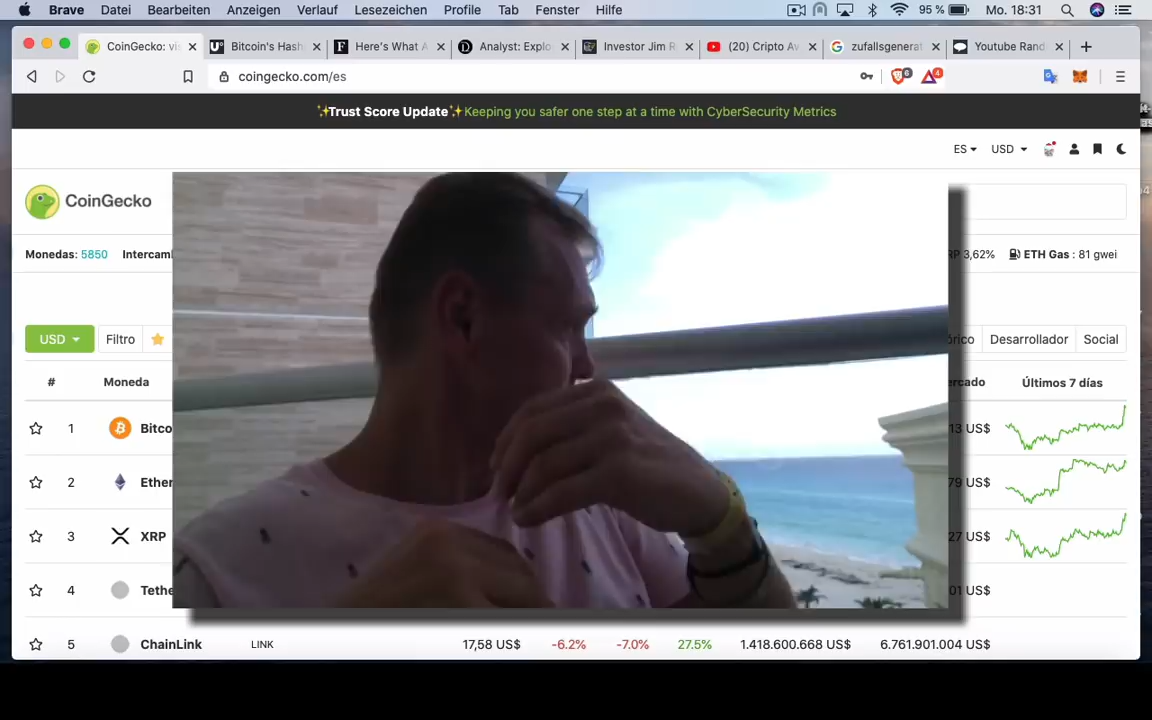 Brave Datei Bearbeiten Anzeigen Verlauf Lesezeichen Profile Tab Fenster Hilfe 95 % Mo. 18:31
CoinGecko: vi Bitcoin's Hash Here's What A Analyst: Explo Investor Jim R (20) Cripto Av zufallsgenerat Youtube Rand
coingecko.com/es 6 4
✨Trust Score Update✨Keeping you safer one step at a time with CyberSecurity Metrics
ES USD
CoinGecko
Monedas: 5850 Intercam RP 3,62% ETH Gas : 81 gwei
USD Filtro órico Desarrollador Social
# Moneda ercado Últimos 7 días
1 Bitco 13 US$
2 Ether 79 US$
3 XRP 27 US$
4 Tethe 01 US$
5 ChainLink LINK 17,58 US$ -6.2% -7.0% 27.5% 1.418.600.668 US$ 6.761.901.004 US$